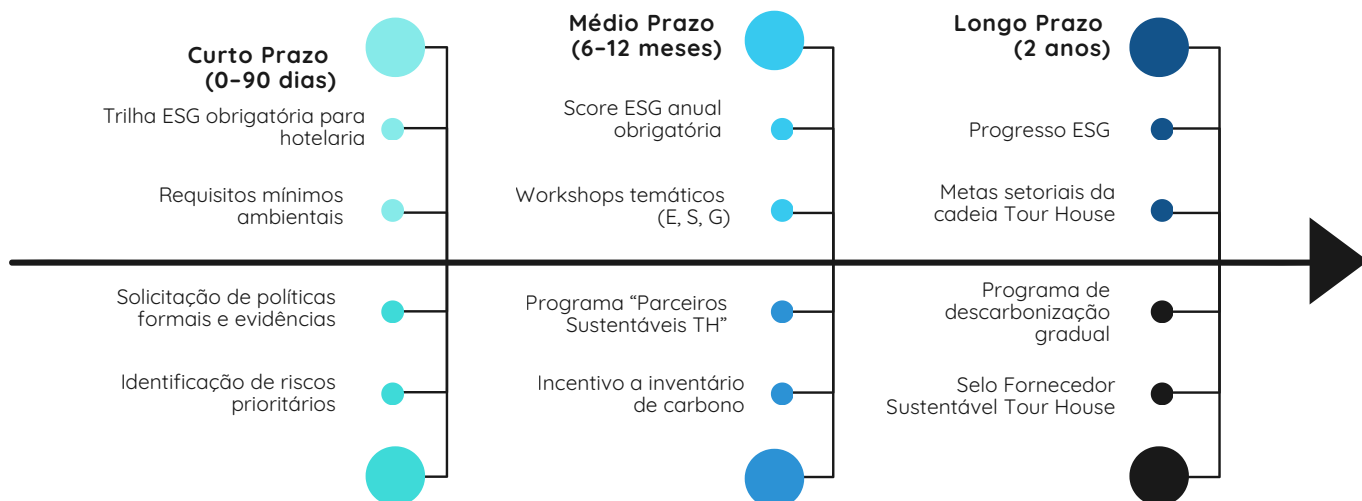 Curto Prazo
(0–90 dias)
Trilha ESG obrigatória para
hotelaria
Requisitos mínimos
ambientais
Solicitação de políticas
formais e evidências
Identificação de riscos
prioritários
Médio Prazo
(6–12 meses)
Score ESG anual
obrigatória
Workshops temáticos
(E, S, G)
Programa “Parceiros
Sustentáveis TH”
Incentivo a inventário
de carbono
Longo Prazo
(2 anos)
Progresso ESG
Metas setoriais da
cadeia Tour House
Programa de
descarbonização
gradual
Selo Fornecedor
Sustentável Tour House